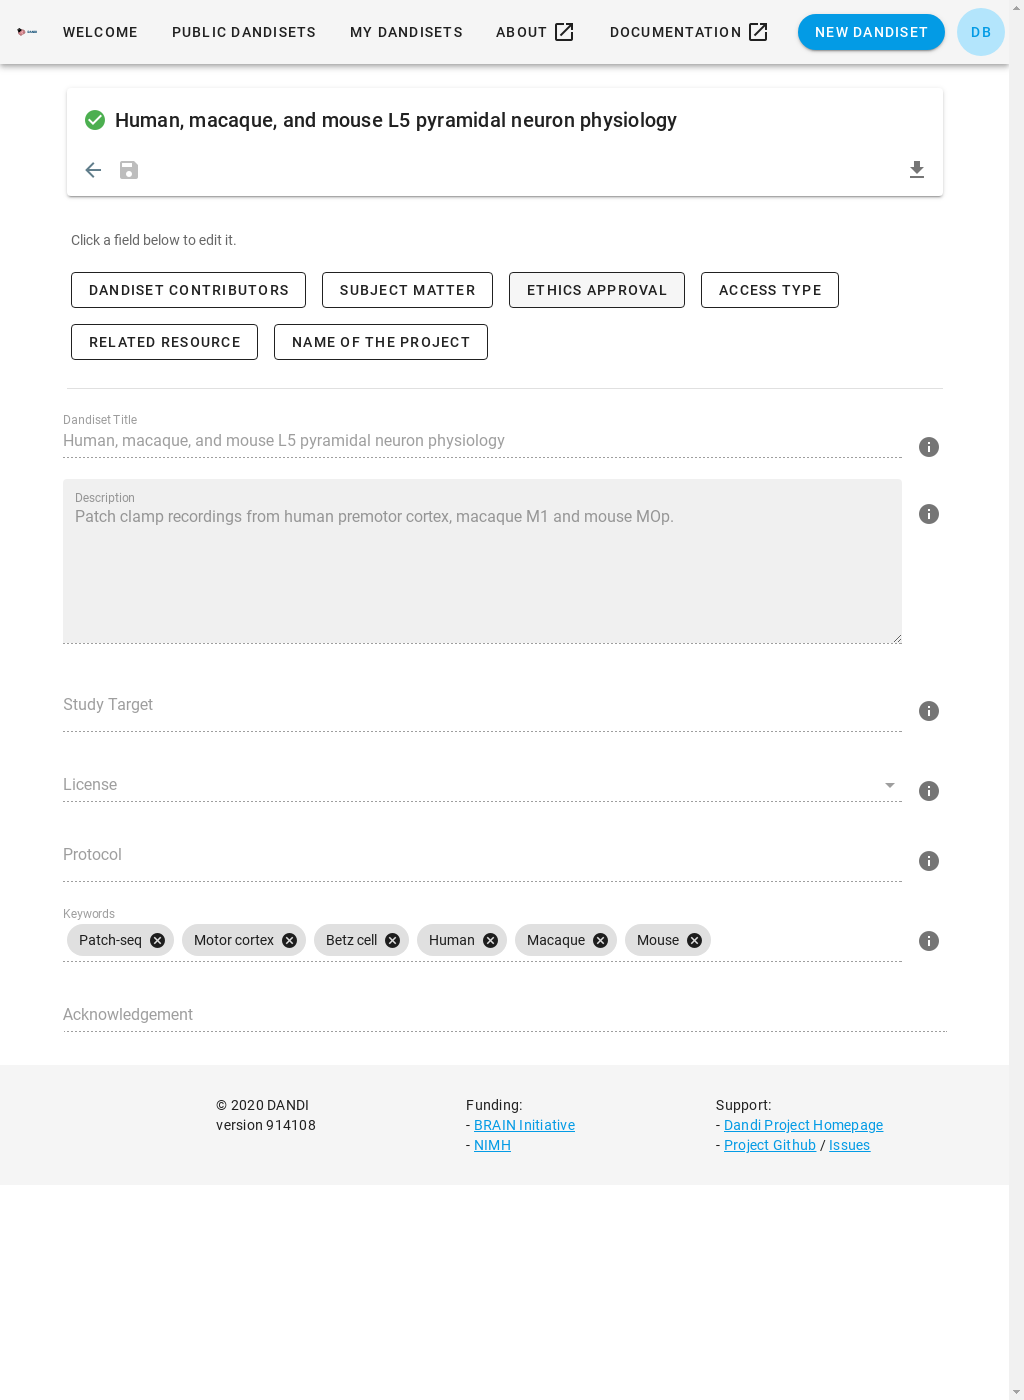 WELCOME PUBLIC DANDISETS MY DANDISETS ABOUT DOCUMENTATION NEW DANDISET DB
Human, macaque, and mouse L5 pyramidal neuron physiology
Click a field below to edit it.
DANDISET CONTRIBUTORS SUBJECT MATTER ETHICS APPROVAL ACCESS TYPE
RELATED RESOURCE NAME OF THE PROJECT
Dandiset Title
Human, macaque, and mouse L5 pyramidal neuron physiology
Description
Patch clamp recordings from human premotor cortex, macaque M1 and mouse MOp.
Study Target
License
Protocol
Keywords
Patch-seq Motor cortex Betz cell Human Macaque Mouse
Acknowledgement
© 2020 DANDI
version 914108
Funding:
- BRAIN Initiative
- NIMH
Support:
- Dandi Project Homepage
- Project Github / Issues